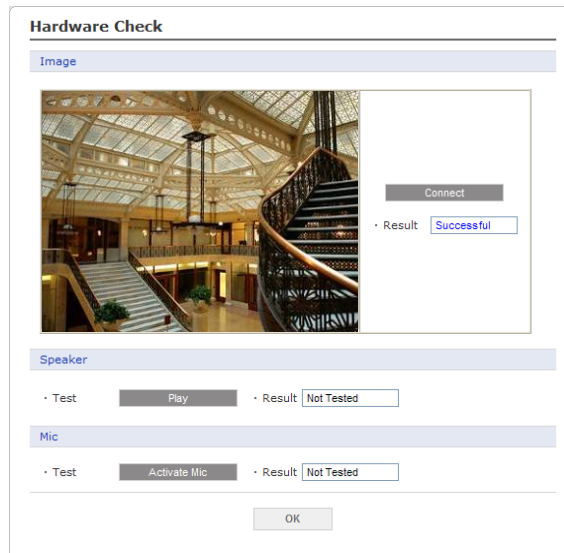 Hardware Check
Image
Connect
· Result Successful
Speaker
· Test Play · Result Not Tested
Mic
· Test Activate Mic · Result Not Tested
OK